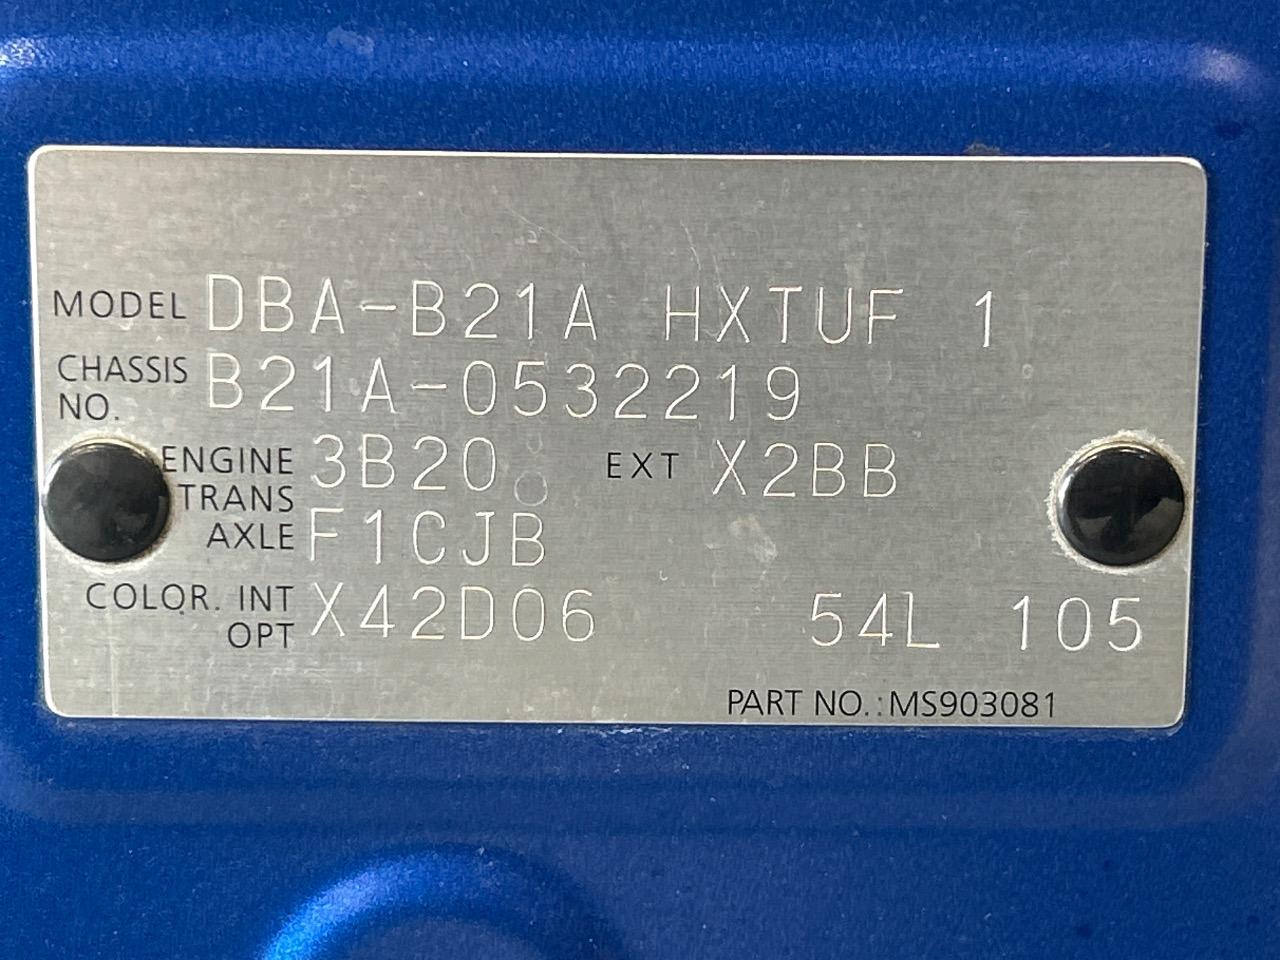 MODEL DBA-B21A HXTUF 1
CHASSIS NO. B21A-0532219
ENGINE 3B20 EXT X2BB
TRANS AXLE F1CJB
COLOR. INT OPT X42D06 54L 105
PART NO.:MS903081